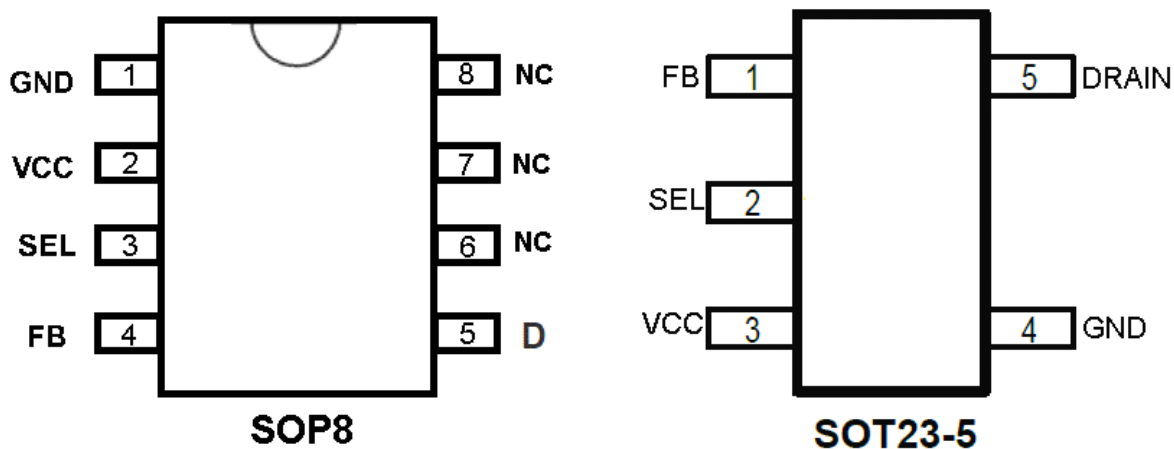 GND 1 8 NC
VCC 2 7 NC
SEL 3 6 NC
FB 4 5 D
SOP8
FB 1 5 DRAIN
SEL 2
VCC 3 4 GND
SOT23-5